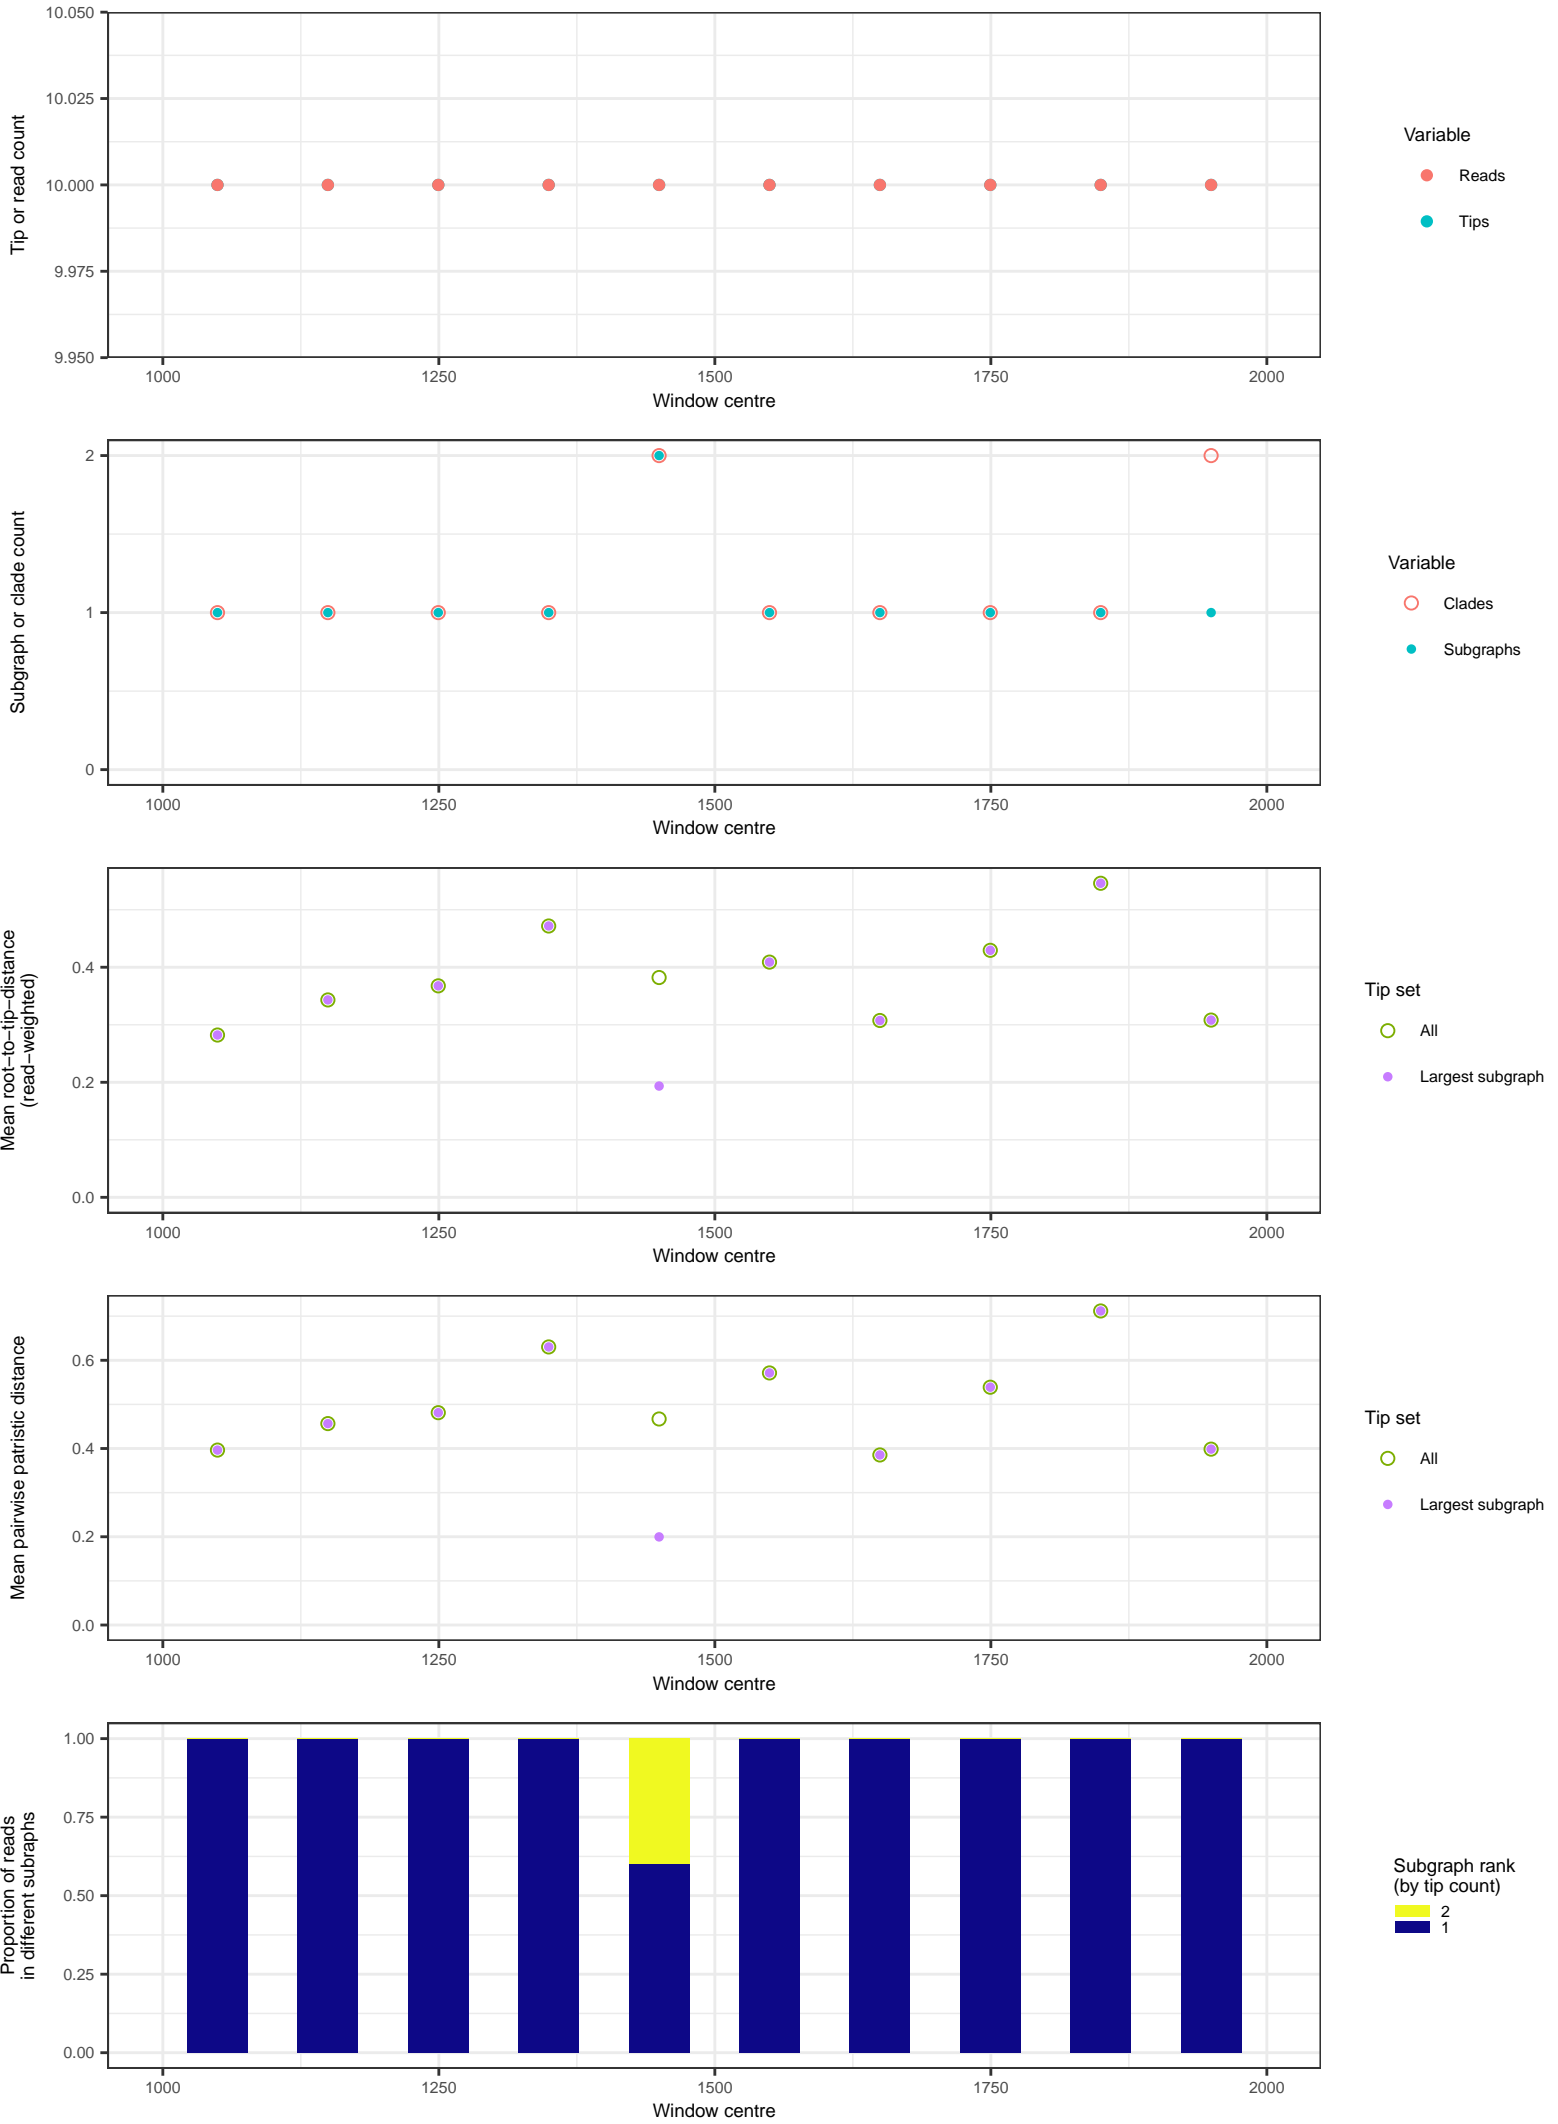 10.050
10.025
10.000
9.975
9.950
Tip or read count
1000
1250
1500
1750
2000
Window centre
Variable
Reads
Tips
2
1
0
Subgraph or clade count
1000
1250
1500
1750
2000
Window centre
Variable
Clades
Subgraphs
0.4
0.2
0.0
Mean root−to−tip−distance
(read−weighted)
1000
1250
1500
1750
2000
Window centre
Tip set
All
Largest subgraph
0.6
0.4
0.2
0.0
Mean pairwise patristic distance
1000
1250
1500
1750
2000
Window centre
Tip set
All
Largest subgraph
1.00
0.75
0.50
0.25
0.00
Proportion of reads
in different subraphs
1000
1250
1500
1750
2000
Window centre
Subgraph rank
(by tip count)
2
1